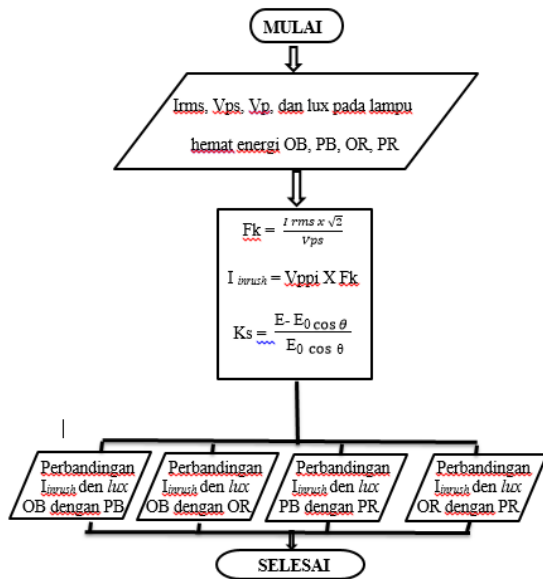 MULAI
Irms, Vps, Vp, dan lux pada lampu
hemat energi OB, PB, OR, PR
Fk = I rms x √2 / Vps
I inrush = Vppi X Fk
Ks = E- E0 cos θ / E0 cos θ
Perbandingan
Iinrush den lux
OB dengan PB
Perbandingan
Iinrush den lux
OB dengan OR
Perbandingan
Iinrush den lux
PB dengan PR
Perbandingan
Iinrush den lux
OR dengan PR
SELESAI